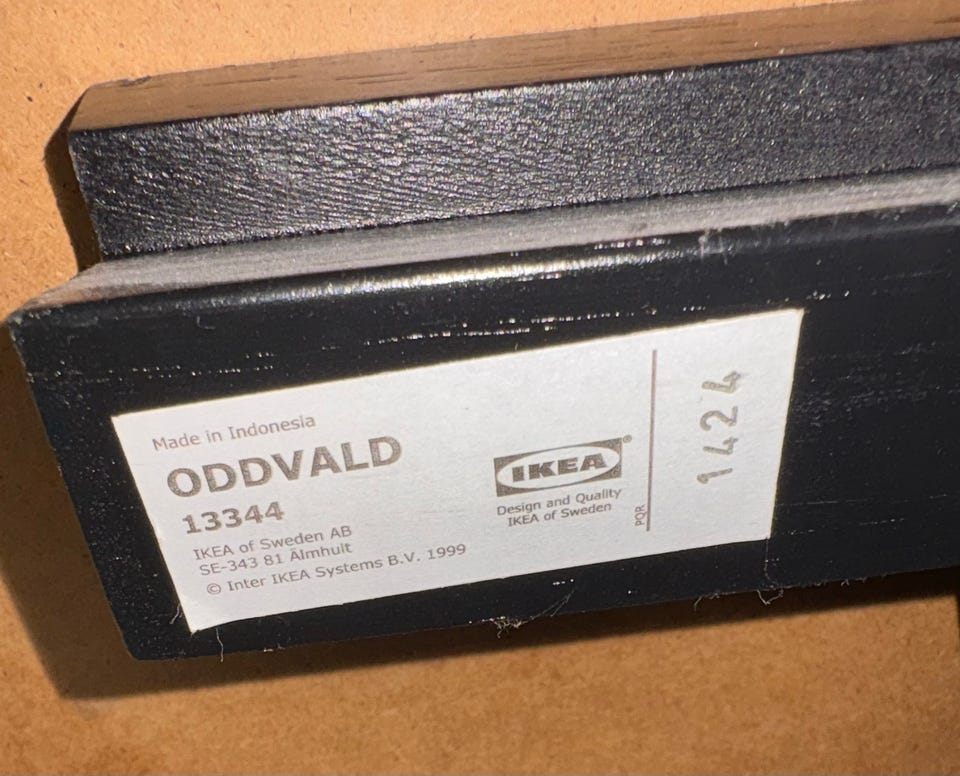 Made in Indonesia
ODDVALD
13344
IKEA of Sweden AB
SE-343 81 Älmhult
© Inter IKEA Systems B.V. 1999
IKEA®
Design and Quality
IKEA of Sweden
PQR
1424